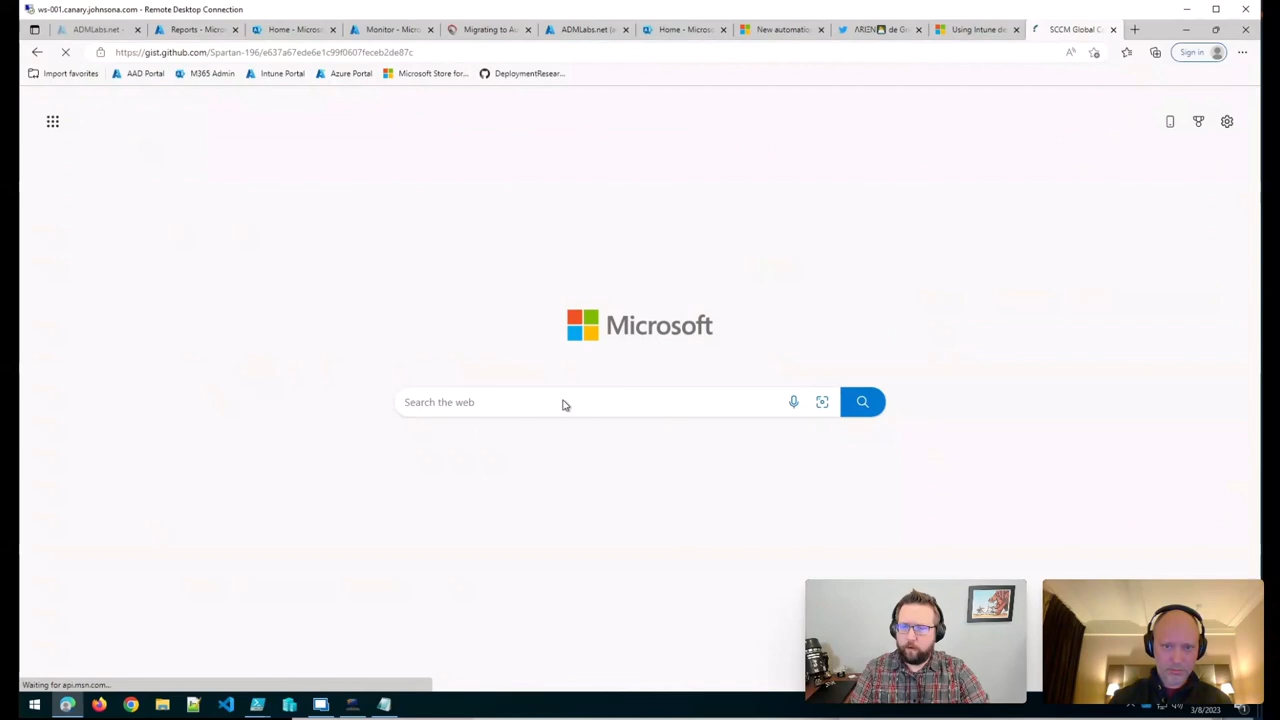 ws-001.canary.johnsona.com - Remote Desktop Connection
ADMLabs.net -
Reports - Micro
Home - Micros
Monitor - Micr
Migrating to A
ADMLabs.net (
Home - Micros
New automatio
ARIEN de G
Using Intune d
SCCM Global C
https://gist.github.com/Spartan-196/e637a67ede6e1c99f0607feceb2de87c
Sign in
Import favorites
AAD Portal
M365 Admin
Intune Portal
Azure Portal
Microsoft Store for...
DeploymentResear...
Microsoft
Search the web
Waiting for api.msn.com...
3/8/2023